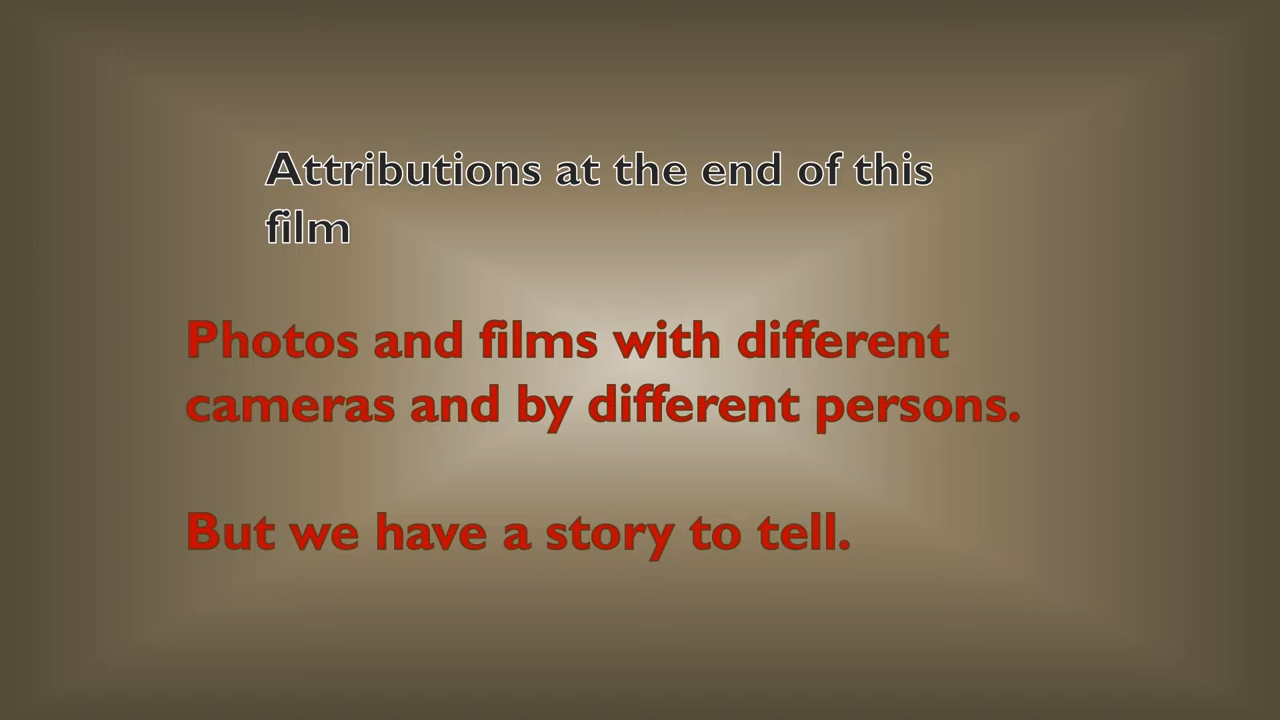 Attributions at the end of this
film
Photos and films with different
cameras and by different persons.
But we have a story to tell.